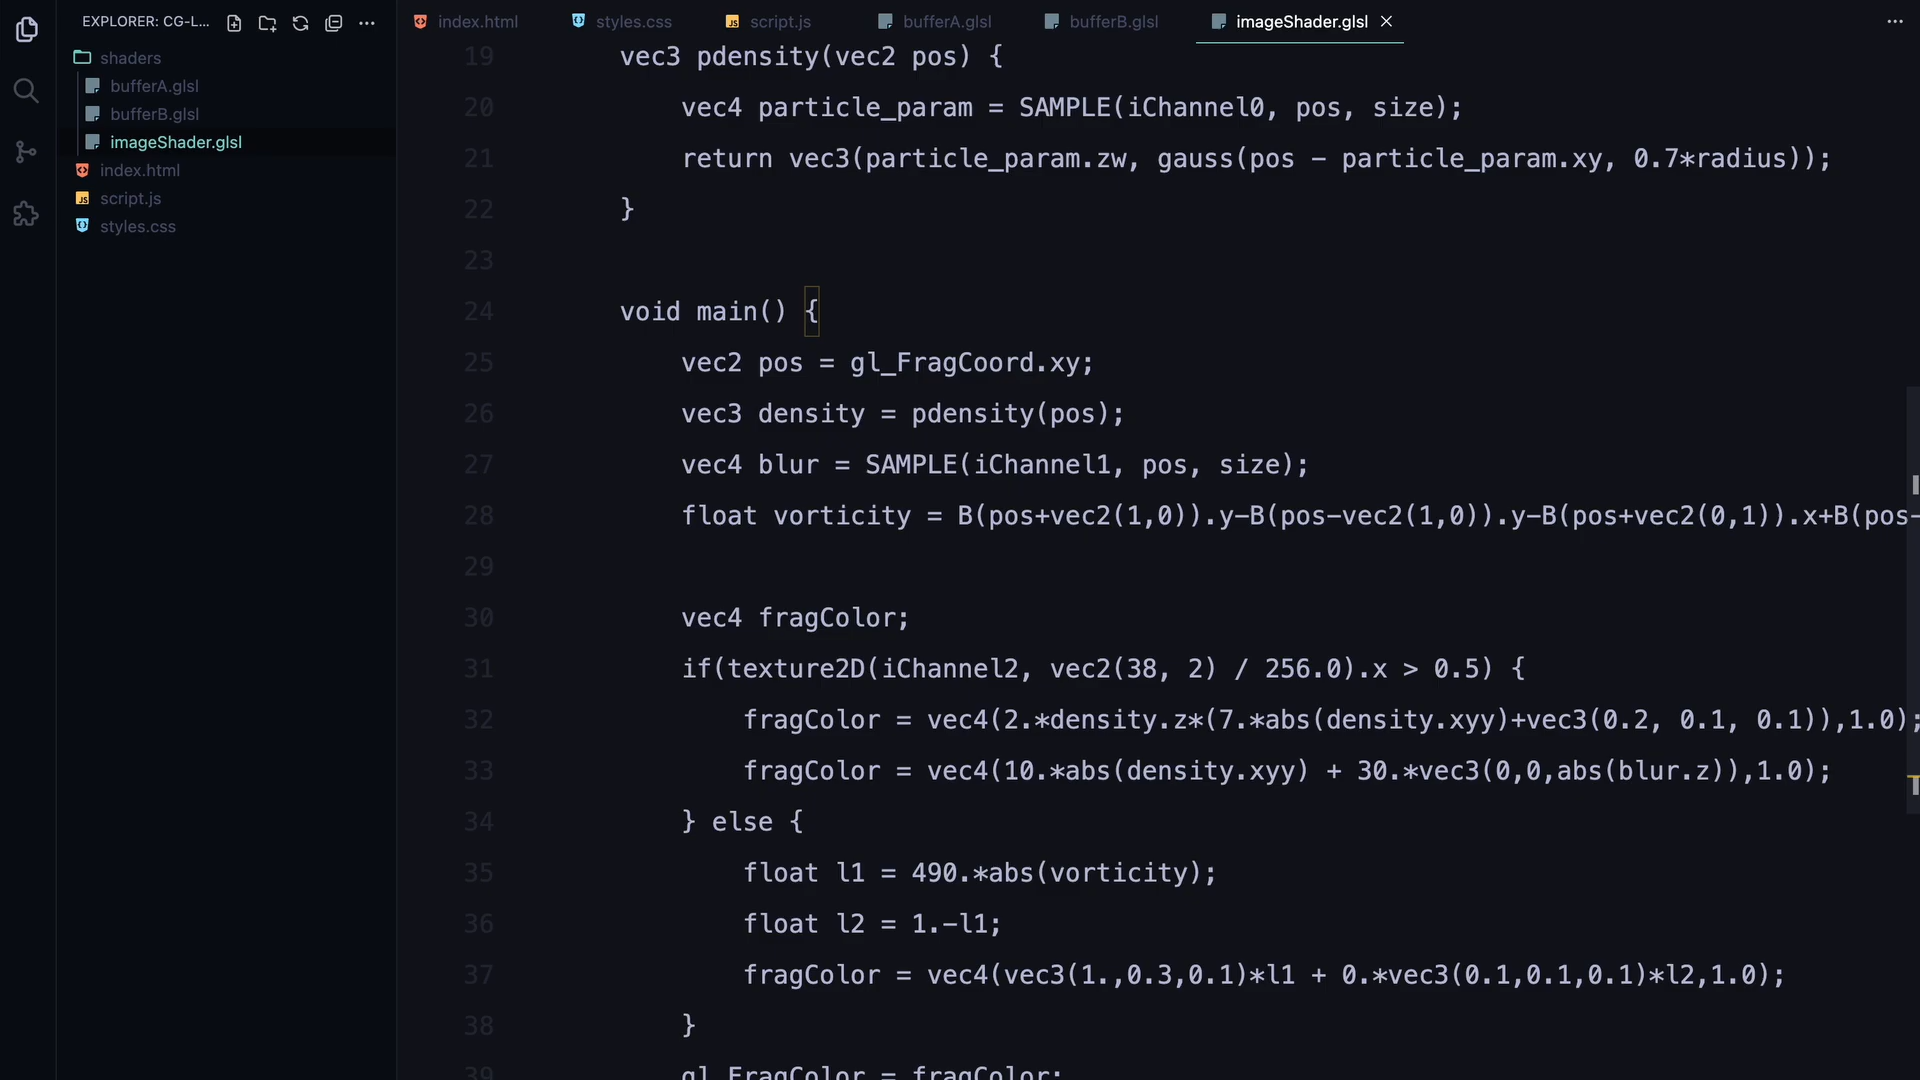 EXPLORER: CG-L...
shaders
bufferA.glsl
bufferB.glsl
imageShader.glsl
index.html
script.js
styles.css
index.html
styles.css
script.js
bufferA.glsl
bufferB.glsl
imageShader.glsl
19 vec3 pdensity(vec2 pos) {
20 vec4 particle_param = SAMPLE(iChannel0, pos, size);
21 return vec3(particle_param.zw, gauss(pos - particle_param.xy, 0.7*radius));
22 }
23
24 void main() {
25 vec2 pos = gl_FragCoord.xy;
26 vec3 density = pdensity(pos);
27 vec4 blur = SAMPLE(iChannel1, pos, size);
28 float vorticity = B(pos+vec2(1,0)).y-B(pos-vec2(1,0)).y-B(pos+vec2(0,1)).x+B(pos-
29
30 vec4 fragColor;
31 if(texture2D(iChannel2, vec2(38, 2) / 256.0).x > 0.5) {
32 fragColor = vec4(2.*density.z*(7.*abs(density.xyy)+vec3(0.2, 0.1, 0.1)),1.0);
33 fragColor = vec4(10.*abs(density.xyy) + 30.*vec3(0,0,abs(blur.z)),1.0);
34 } else {
35 float l1 = 490.*abs(vorticity);
36 float l2 = 1.-l1;
37 fragColor = vec4(vec3(1.,0.3,0.1)*l1 + 0.*vec3(0.1,0.1,0.1)*l2,1.0);
38 }
39 gl_FragColor = fragColor;